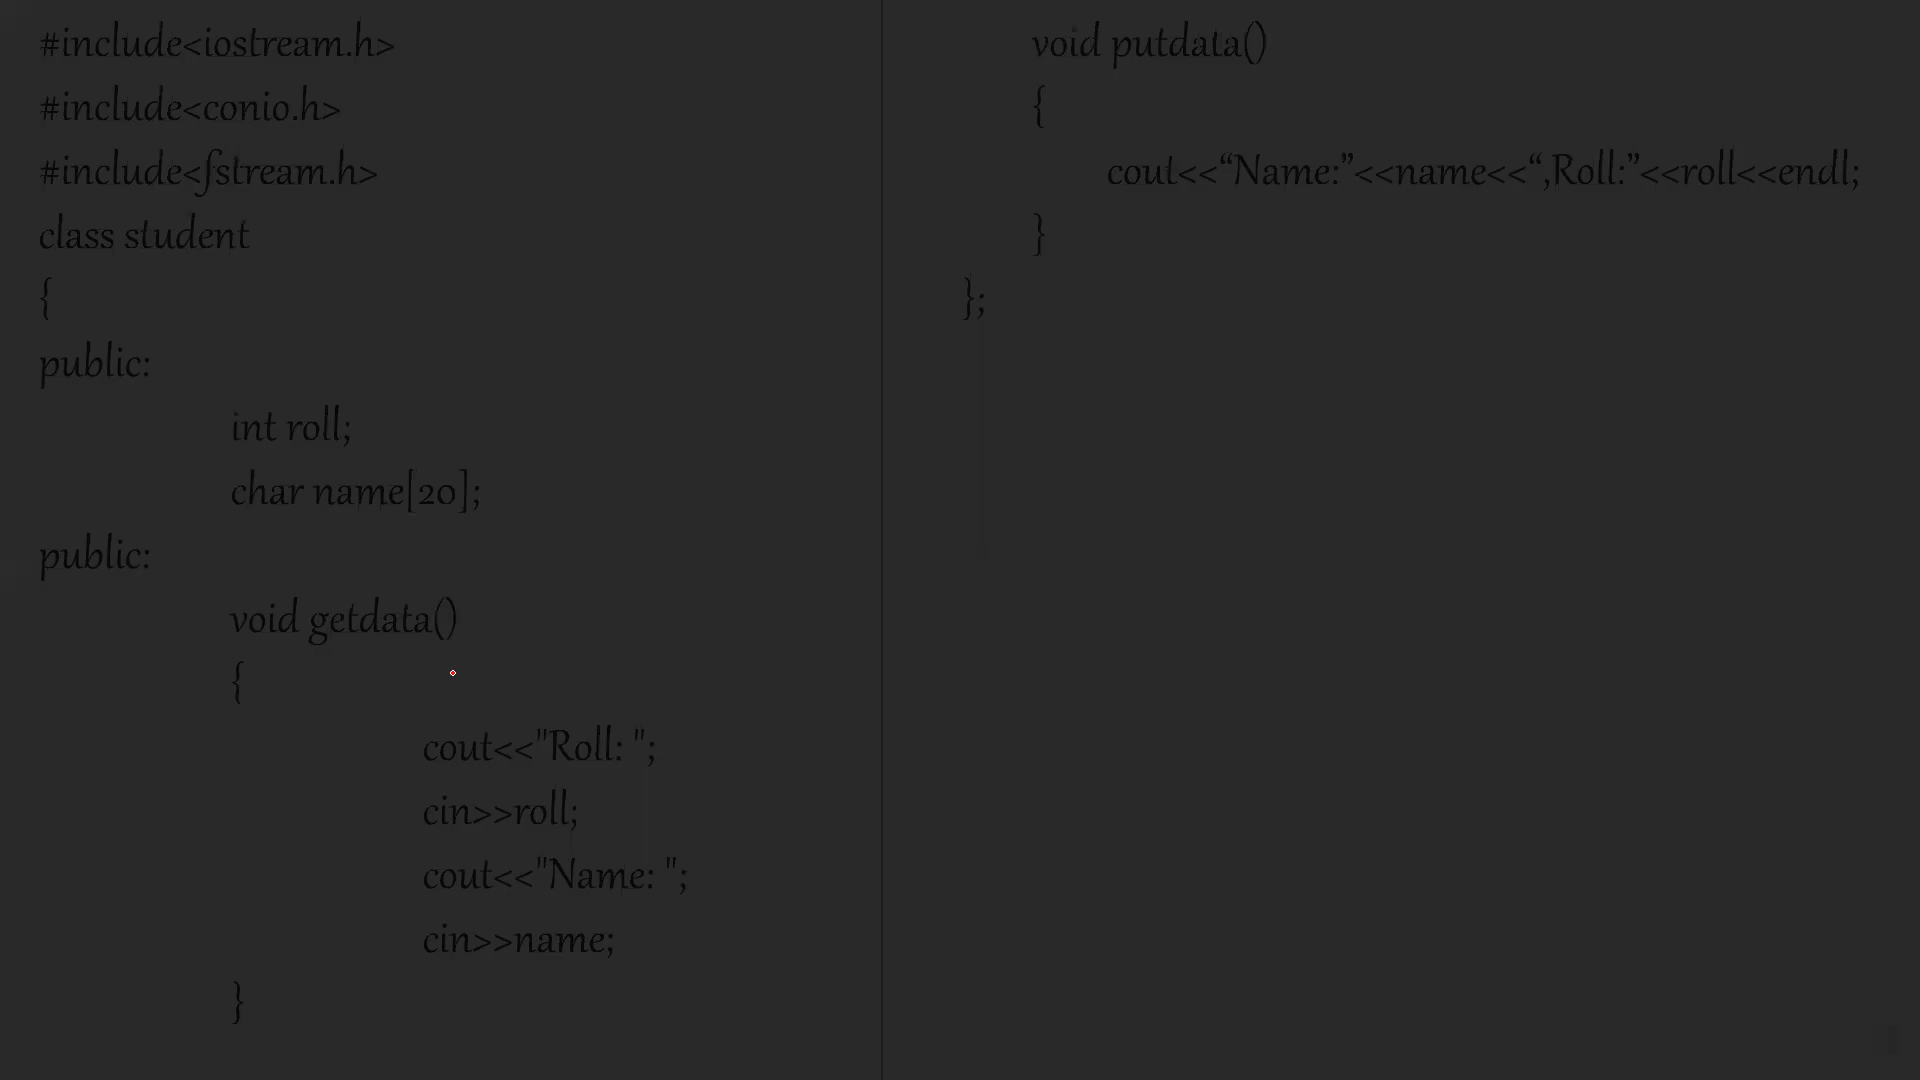 #include<iostream.h>
#include<conio.h>
#include<fstream.h>
class student
{
public:
int roll;
char name[20];
public:
void getdata()
{
cout<<"Roll: ";
cin>>roll;
cout<<"Name: ";
cin>>name;
}
void putdata()
{
cout<<“Name:”<<name<<“,Roll:”<<roll<<endl;
}
};